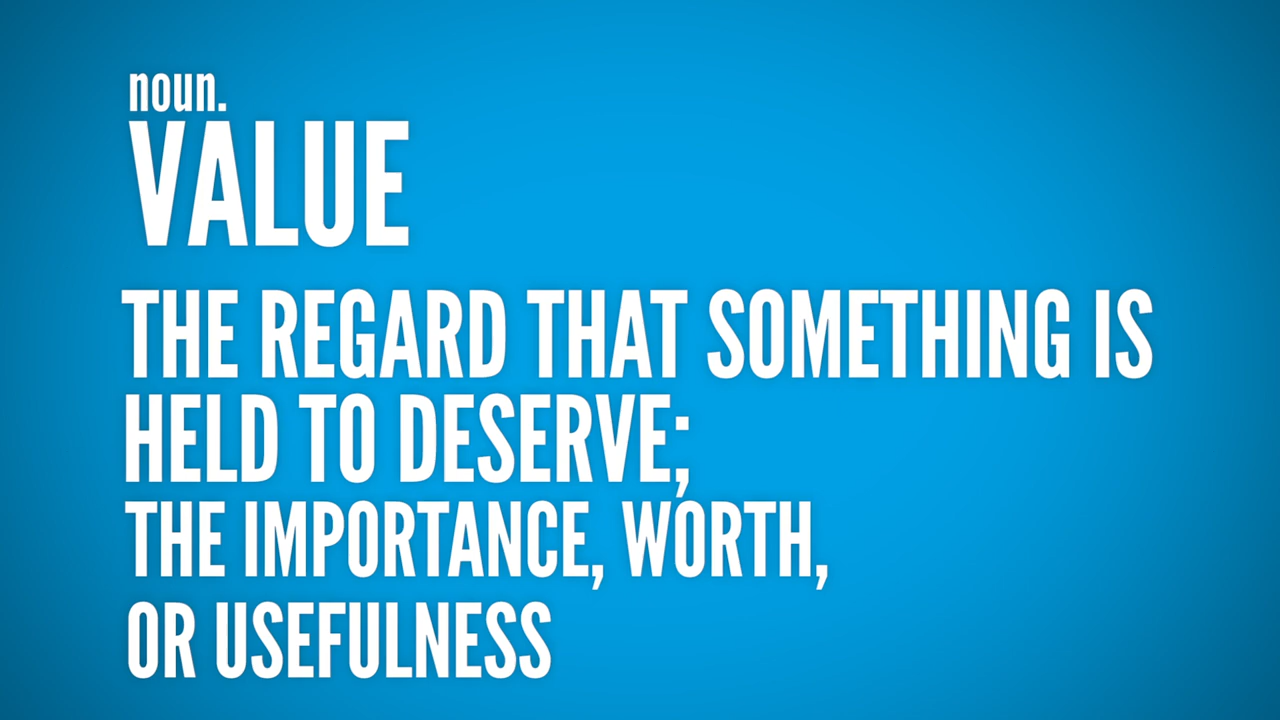 noun.
VALUE
THE REGARD THAT SOMETHING IS
HELD TO DESERVE;
THE IMPORTANCE, WORTH,
OR USEFULNESS